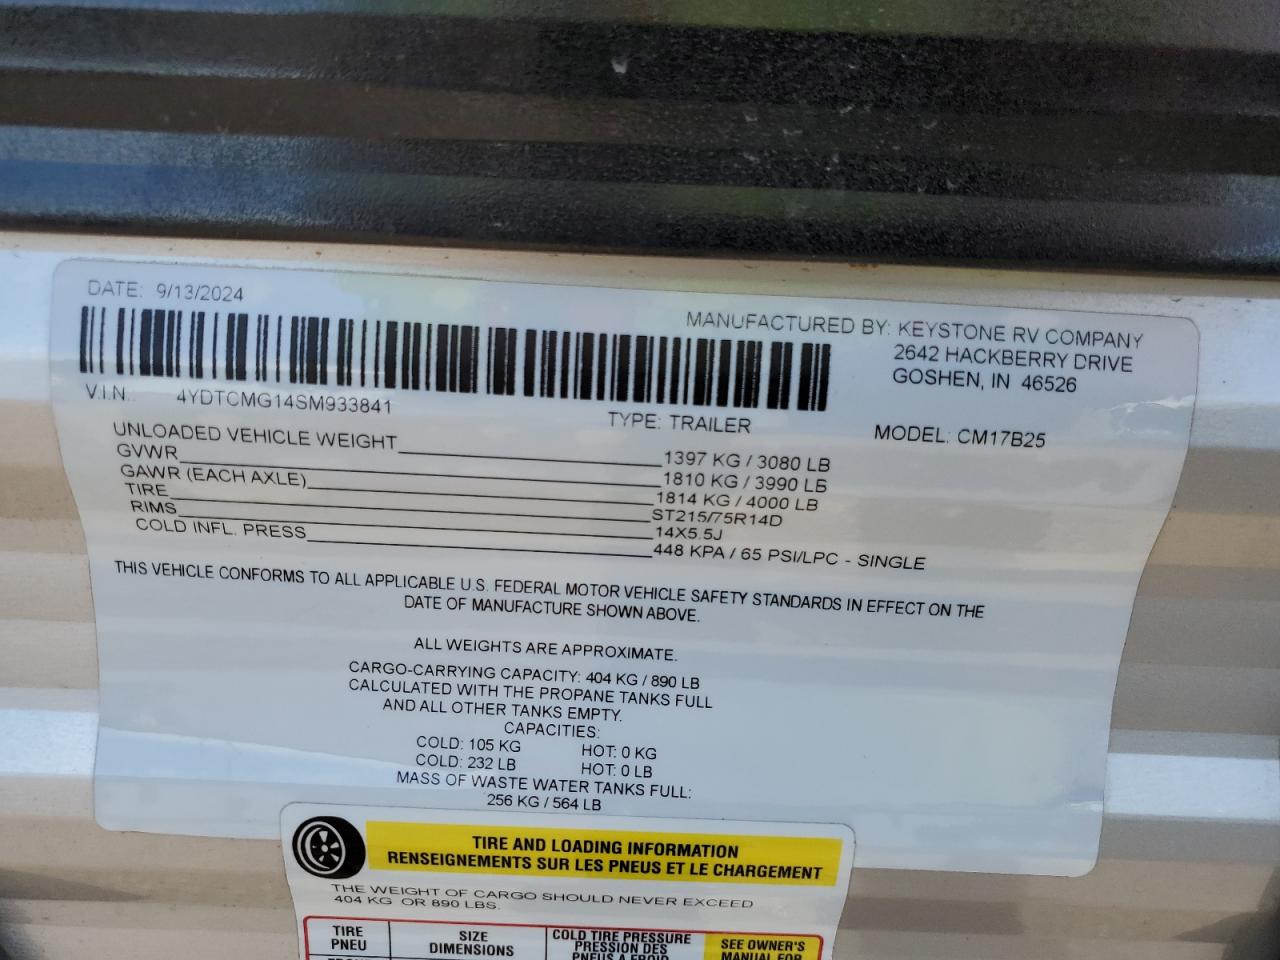 DATE: 9/13/2024
MANUFACTURED BY: KEYSTONE RV COMPANY
2642 HACKBERRY DRIVE
GOSHEN, IN 46526
V.I.N. 4YDTCMG14SM933841
TYPE: TRAILER
MODEL: CM17B25
UNLOADED VEHICLE WEIGHT 1397 KG / 3080 LB
GVWR 1810 KG / 3990 LB
GAWR (EACH AXLE) 1814 KG / 4000 LB
TIRE ST215/75R14D
RIMS 14X5.5J
COLD INFL. PRESS 448 KPA / 65 PSI/LPC - SINGLE
THIS VEHICLE CONFORMS TO ALL APPLICABLE U.S. FEDERAL MOTOR VEHICLE SAFETY STANDARDS IN EFFECT ON THE
DATE OF MANUFACTURE SHOWN ABOVE.
ALL WEIGHTS ARE APPROXIMATE.
CARGO-CARRYING CAPACITY: 404 KG / 890 LB
CALCULATED WITH THE PROPANE TANKS FULL
AND ALL OTHER TANKS EMPTY.
CAPACITIES:
COLD: 105 KG HOT: 0 KG
COLD: 232 LB HOT: 0 LB
MASS OF WASTE WATER TANKS FULL:
256 KG / 564 LB
TIRE AND LOADING INFORMATION
RENSEIGNEMENTS SUR LES PNEUS ET LE CHARGEMENT
THE WEIGHT OF CARGO SHOULD NEVER EXCEED
404 KG OR 890 LBS.
TIRE
PNEU
SIZE
DIMENSIONS
COLD TIRE PRESSURE
PRESSION DES
PNEUS A FROID
SEE OWNER'S
MANUAL FOR